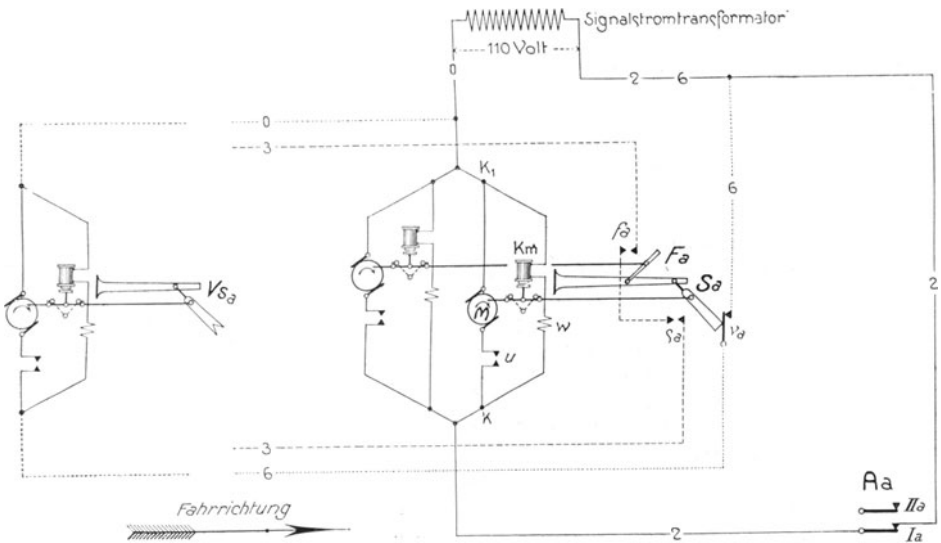 Signalstromtransformator
110 Volt
0
2
6
0
3
6
2
K₁
fa
Fa
Km
Sa
VSa
M
w
sa
va
u
K
3
6
Aa
Fahrrichtung
IIa
2
Ia